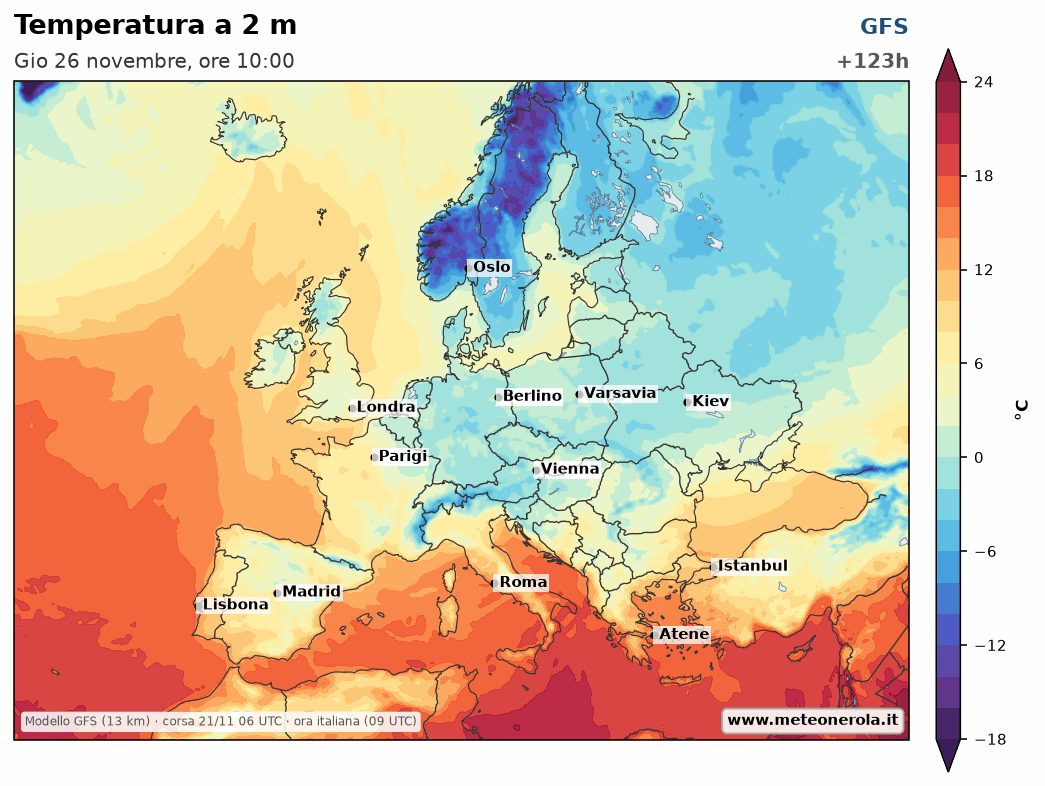 Temperatura a 2 m
GFS
Gio 26 novembre, ore 10:00
+123h
24
18
12
6
0
−6
−12
−18
°C
Oslo
Londra
Berlino
Varsavia
Kiev
Parigi
Vienna
Istanbul
Madrid
Roma
Lisbona
Atene
Modello GFS (13 km) · corsa 21/11 06 UTC · ora italiana (09 UTC)
www.meteonerola.it